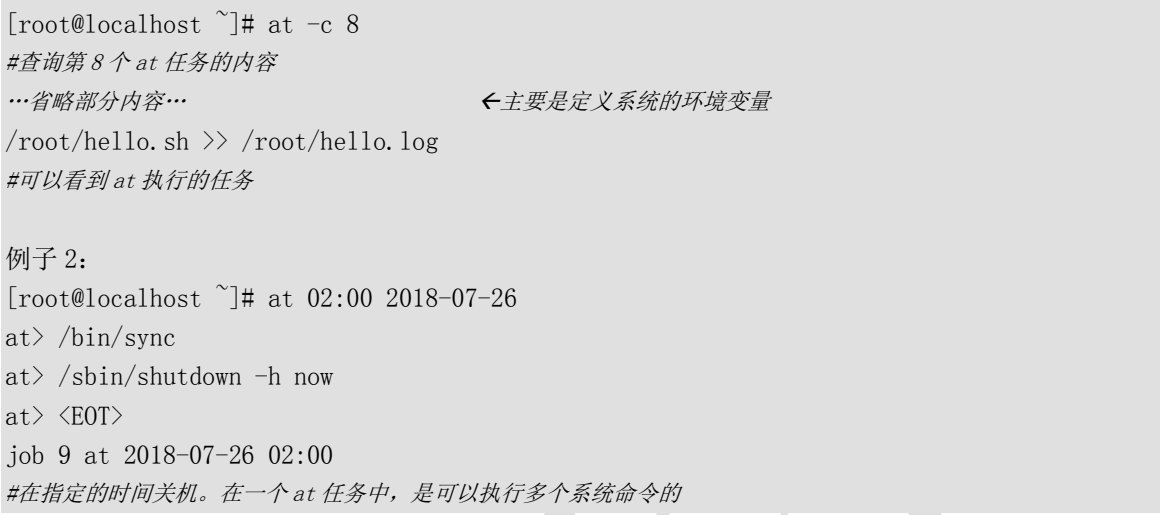 [root@localhost ~]# at -c 8
#查询第 8 个 at 任务的内容
…省略部分内容… ←主要是定义系统的环境变量
/root/hello.sh >> /root/hello.log
#可以看到 at 执行的任务
例子 2：
[root@localhost ~]# at 02:00 2018-07-26
at> /bin/sync
at> /sbin/shutdown -h now
at> <EOT>
job 9 at 2018-07-26 02:00
#在指定的时间关机。在一个 at 任务中，是可以执行多个系统命令的